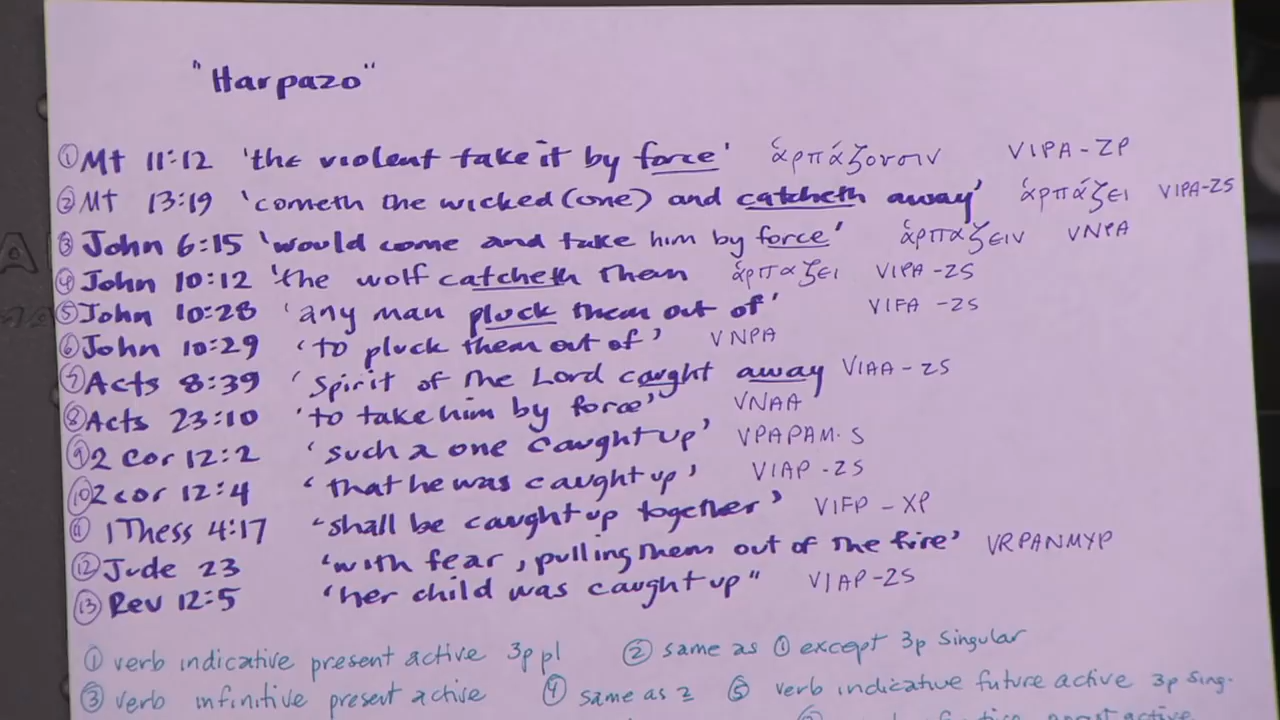 "Harpazo"
① Mt 11:12 'the violent take it by force' ἁρπάζουσιν VIPA-ZP
② Mt 13:19 'cometh the wicked (one) and catcheth away' ἁρπάζει VIPA-ZS
③ John 6:15 'would come and take him by force' ἁρπαζειν VNPA
④ John 10:12 'the wolf catcheth them ἁρπαζει VIPA-ZS
⑤ John 10:28 'any man pluck them out of' VIFA-ZS
⑥ John 10:29 'to pluck them out of' VNPA
⑦ Acts 8:39 'Spirit of the Lord caught away VIAA-ZS
⑧ Acts 23:10 'to take him by force' VNAA
⑨ 2 Cor 12:2 'such a one caught up' VPAPAM.S
⑩ 2 cor 12:4 'that he was caught up' VIAP-ZS
⑪ 1 Thess 4:17 'shall be caught up together' VIFP-XP
⑫ Jude 23 'with fear, pulling them out of the fire' VRPANMYP
⑬ Rev 12:5 'her child was caught up" VIAP-ZS
① verb indicative present active 3p pl ② same as ① except 3p Singular
③ verb infinitive present active ④ same as 2 ⑤ verb indicative future active 3p Sing.